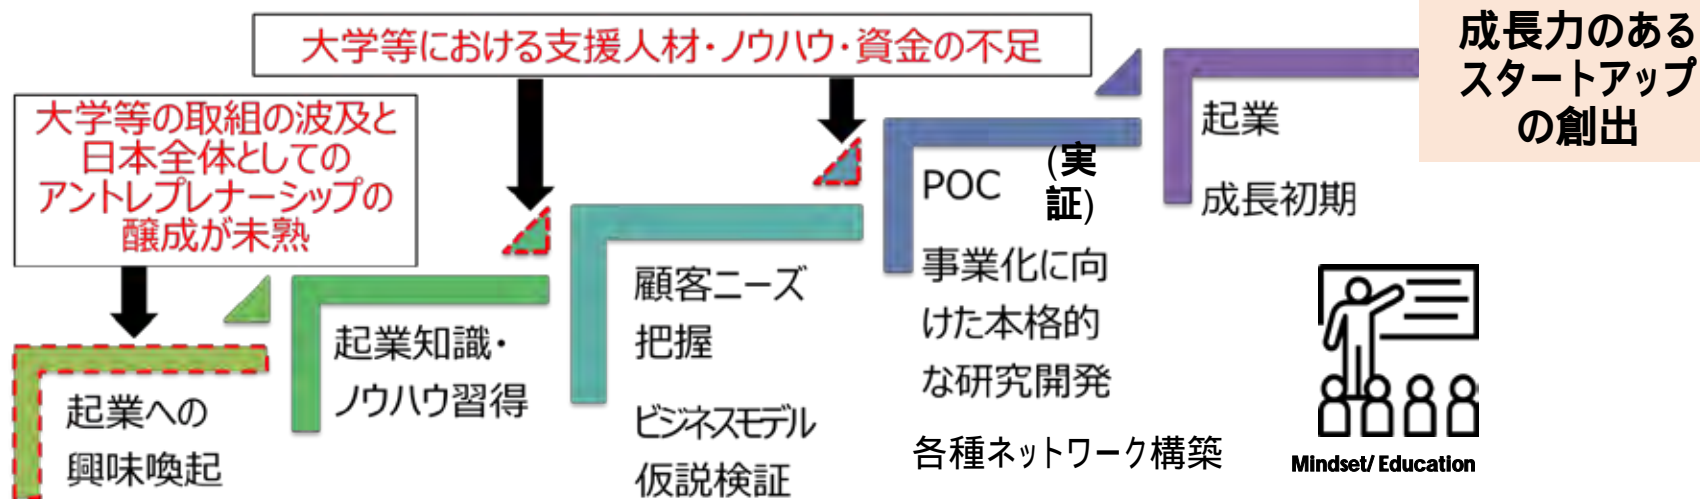 大学等における支援人材・ノウハウ・資金の不足
成長力のある
スタートアップ
の創出
大学等の取組の波及と
日本全体としての
アントレプレナーシップの
醸成が未熟
起業への
興味喚起
起業知識・
ノウハウ習得
顧客ニーズ
把握
ビジネスモデル
仮説検証
POC (実
証)
事業化に向
けた本格的
な研究開発
各種ネットワーク構築
起業
成長初期
Mindset/ Education